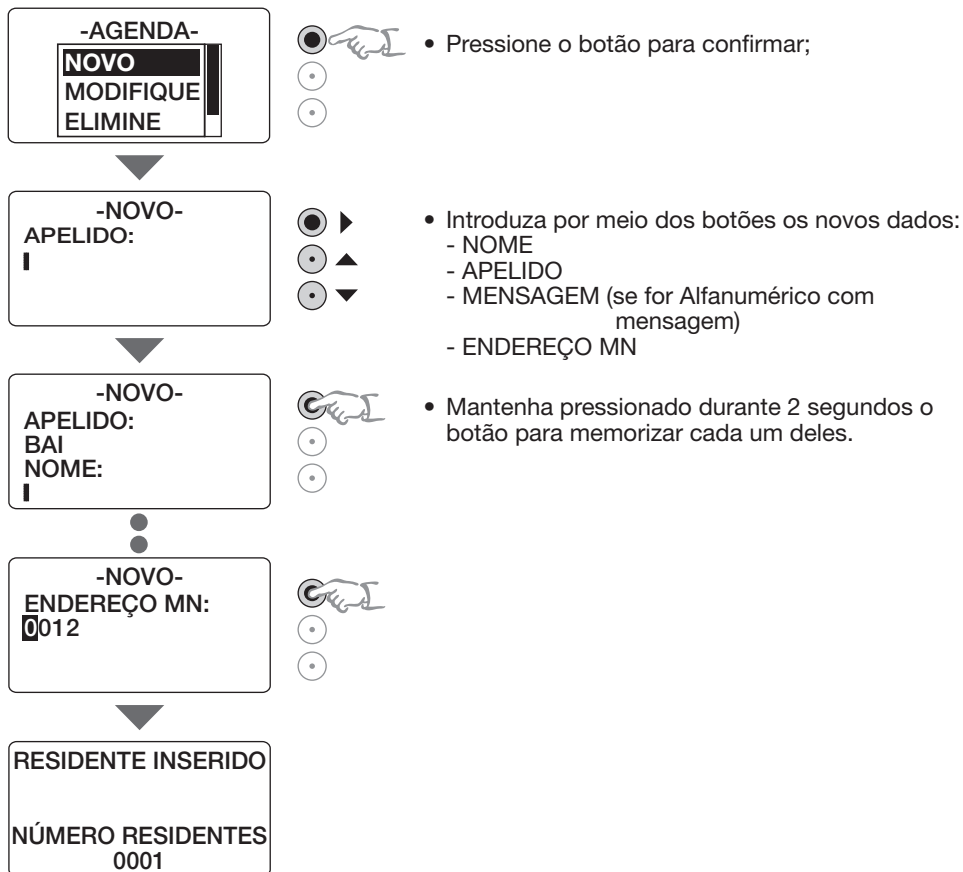 -AGENDA-
NOVO
MODIFIQUE
ELIMINE
• Pressione o botão para confirmar;
-NOVO-
APELIDO:
• Introduza por meio dos botões os novos dados:
- NOME
- APELIDO
- MENSAGEM (se for Alfanumérico com
mensagem)
- ENDEREÇO MN
-NOVO-
APELIDO:
BAI
NOME:
• Mantenha pressionado durante 2 segundos o
botão para memorizar cada um deles.
-NOVO-
ENDEREÇO MN:
0012
RESIDENTE INSERIDO
NÚMERO RESIDENTES
0001